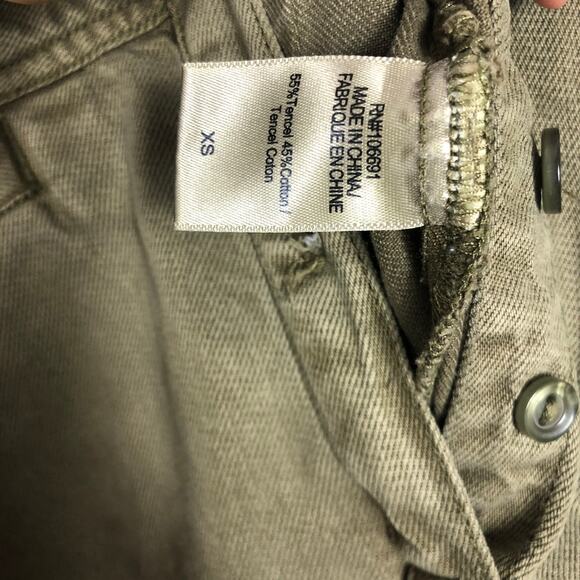 RN#106691
MADE IN CHINA/
FABRIQUE EN CHINE
55%Tencel 45%Cotton /
Tencel Coton
XS